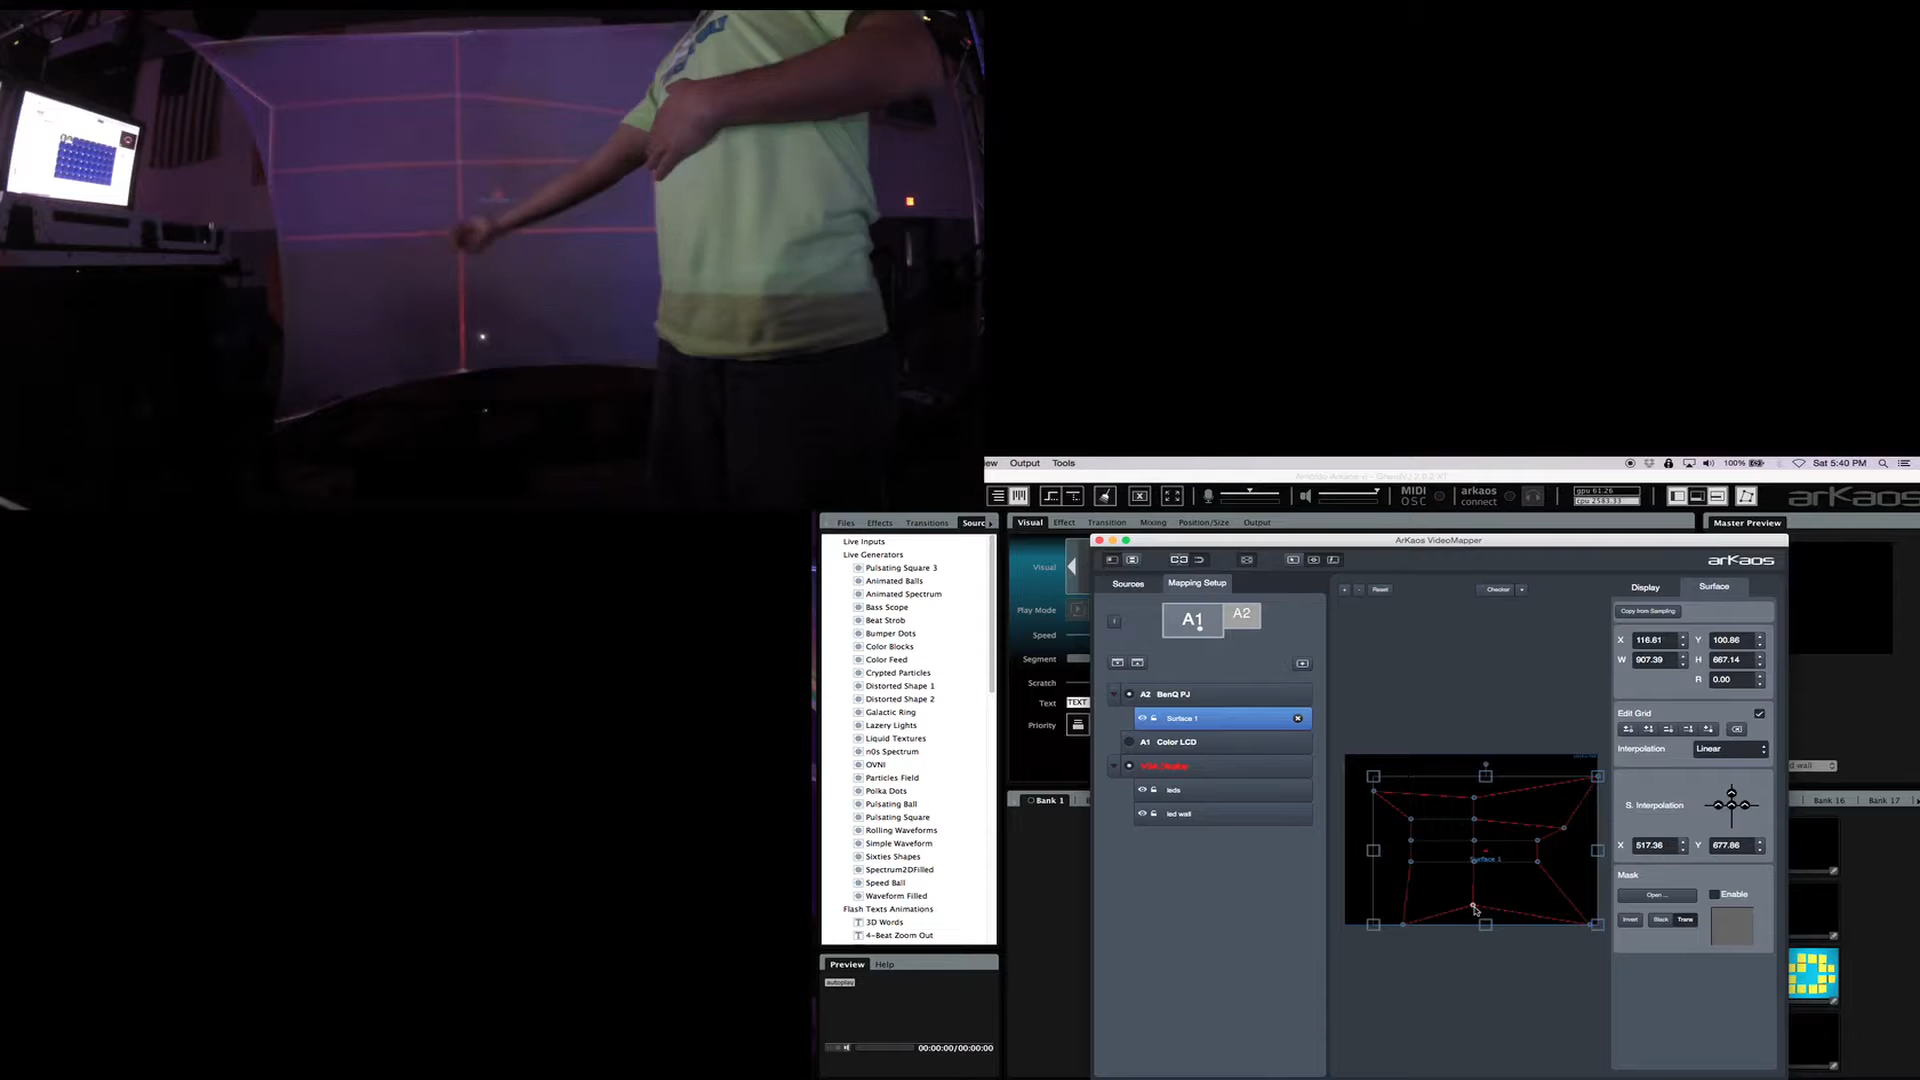 Output Tools
100% Sat 5:40 PM
MIDI OSC
arkaos connect
gpu 61.26
cpu 2583.33
arKaos
Files Effects Transitions
Visual Effect Transition Mixing Position/Size Output
Master Preview
Live Inputs
Live Generators
Pulsating Square 3
Animated Balls
Animated Spectrum
Bass Scope
Beat Strob
Bumper Dots
Color Blocks
Color Feed
Crypted Particles
Distorted Shape 1
Distorted Shape 2
Galactic Ring
Lazery Lights
Liquid Textures
n0s Spectrum
OVNI
Particles Field
Polka Dots
Pulsating Ball
Pulsating Square
Rolling Waveforms
Simple Waveform
Sixties Shapes
Spectrum2DFilled
Speed Ball
Waveform Filled
Flash Texts Animations
3D Words
4-Beat Zoom Out
Preview Help
autoplay
00:00:00/00:00:00
Visual
Play Mode
Speed
Segment
Scratch
Text TEXT
Priority
Bank 1
Bank 16 Bank 17
ArKaos VideoMapper
arKaos
Sources Mapping Setup
A1 A2
A2 BenQ PJ
Surface 1
A1 Color LCD
leds
led wall
Reset
Checker
Surface 1
Display Surface
Copy from Sampling
X 116.61 Y 100.86
W 907.39 H 667.14
R 0.00
Edit Grid
Interpolation Linear
S. Interpolation
X 517.36 Y 677.86
Mask
Open... Enable
Invert Black Trans